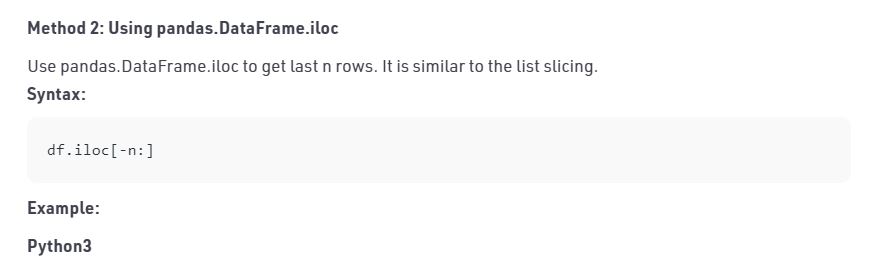 Method 2: Using pandas.DataFrame.iloc
Use pandas.DataFrame.iloc to get last n rows. It is similar to the list slicing.
Syntax:
df.iloc[-n:]
Example:
Python3